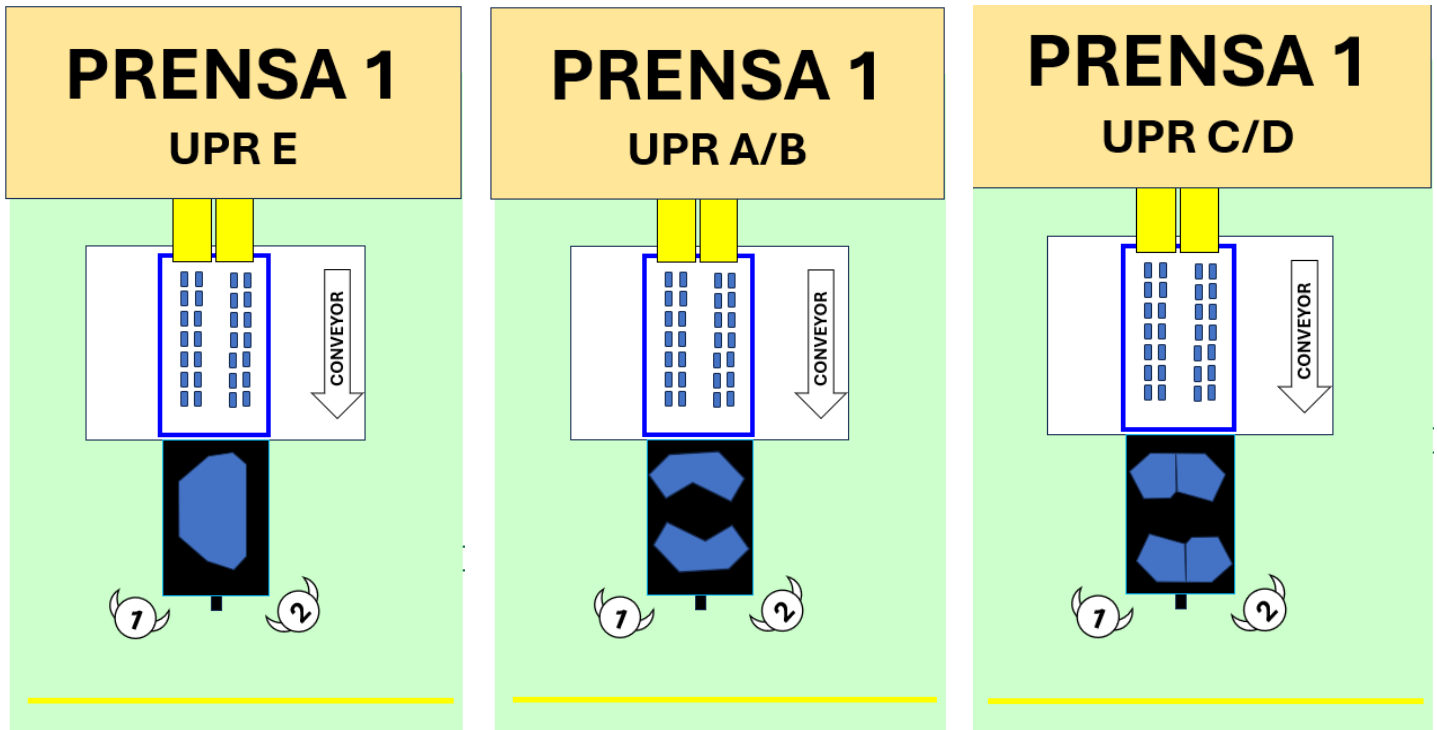 PRENSA 1
UPR E
CONVEYOR
1
2
PRENSA 1
UPR A/B
CONVEYOR
1
2
PRENSA 1
UPR C/D
CONVEYOR
1
2